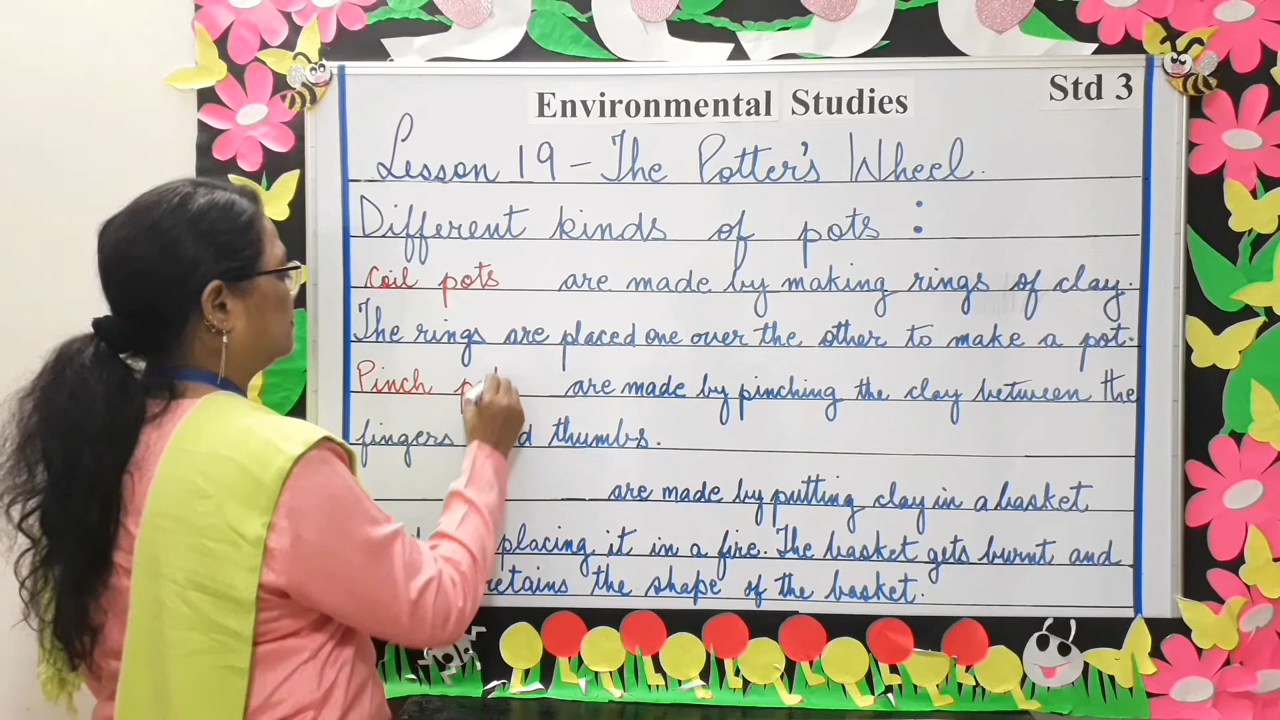 Environmental Studies
Std 3
Lesson 19 - The Potter's Wheel.
Different kinds of pots :
Coil pots are made by making rings of clay.
The rings are placed one over the other to make a pot.
Pinch are made by pinching the clay between the
fingers thumbs.
are made by putting clay in a basket
placing it in a fire. The basket gets burnt and
retains the shape of the basket.